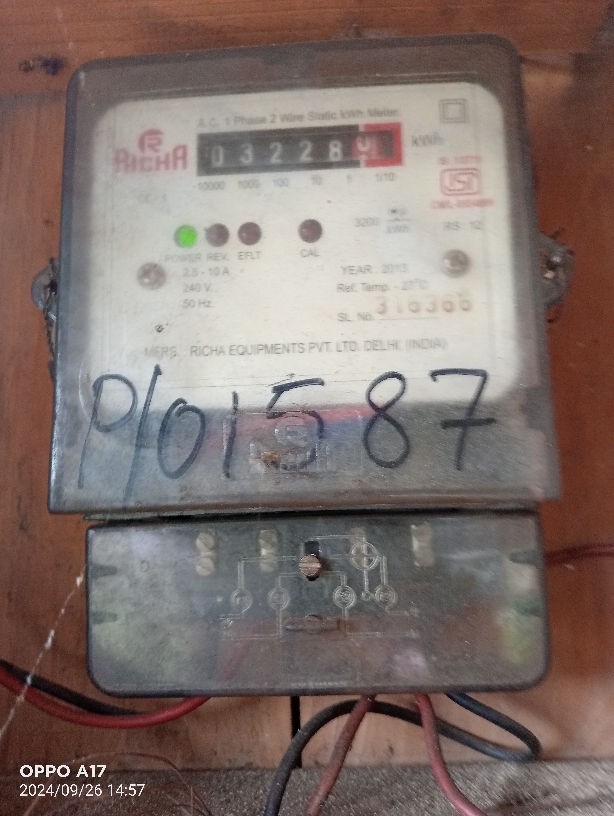 A.C. 1 Phase 2 Wire Static kWh Meter
RICHA
0 3 2 2 8
kWh
10000 1000 100 10 1 1/10
3200
kWh
RS 12
POWER REV. EFLT CAL
2.5 - 10 A
240 V.
50 Hz.
YEAR : 2013
Ref. Temp. - 27°C
SL. No. 316366
MFRS. : RICHA EQUIPMENTS PVT. LTD. DELHI. (INDIA)
P/01587
OPPO A17
2024/09/26 14:57